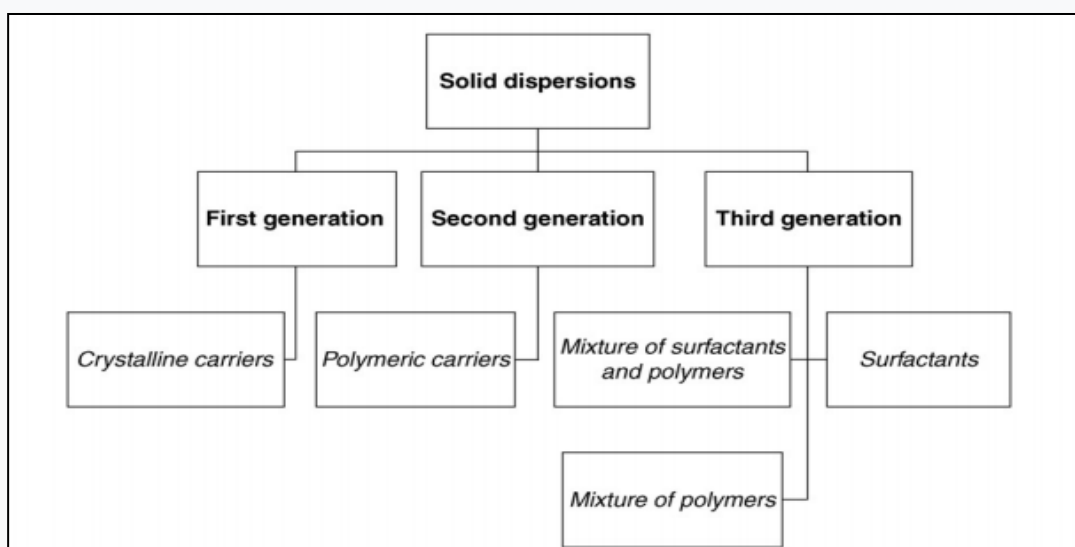 Solid dispersions
First generation
Second generation
Third generation
Crystalline carriers
Polymeric carriers
Mixture of surfactants
and polymers
Surfactants
Mixture of polymers